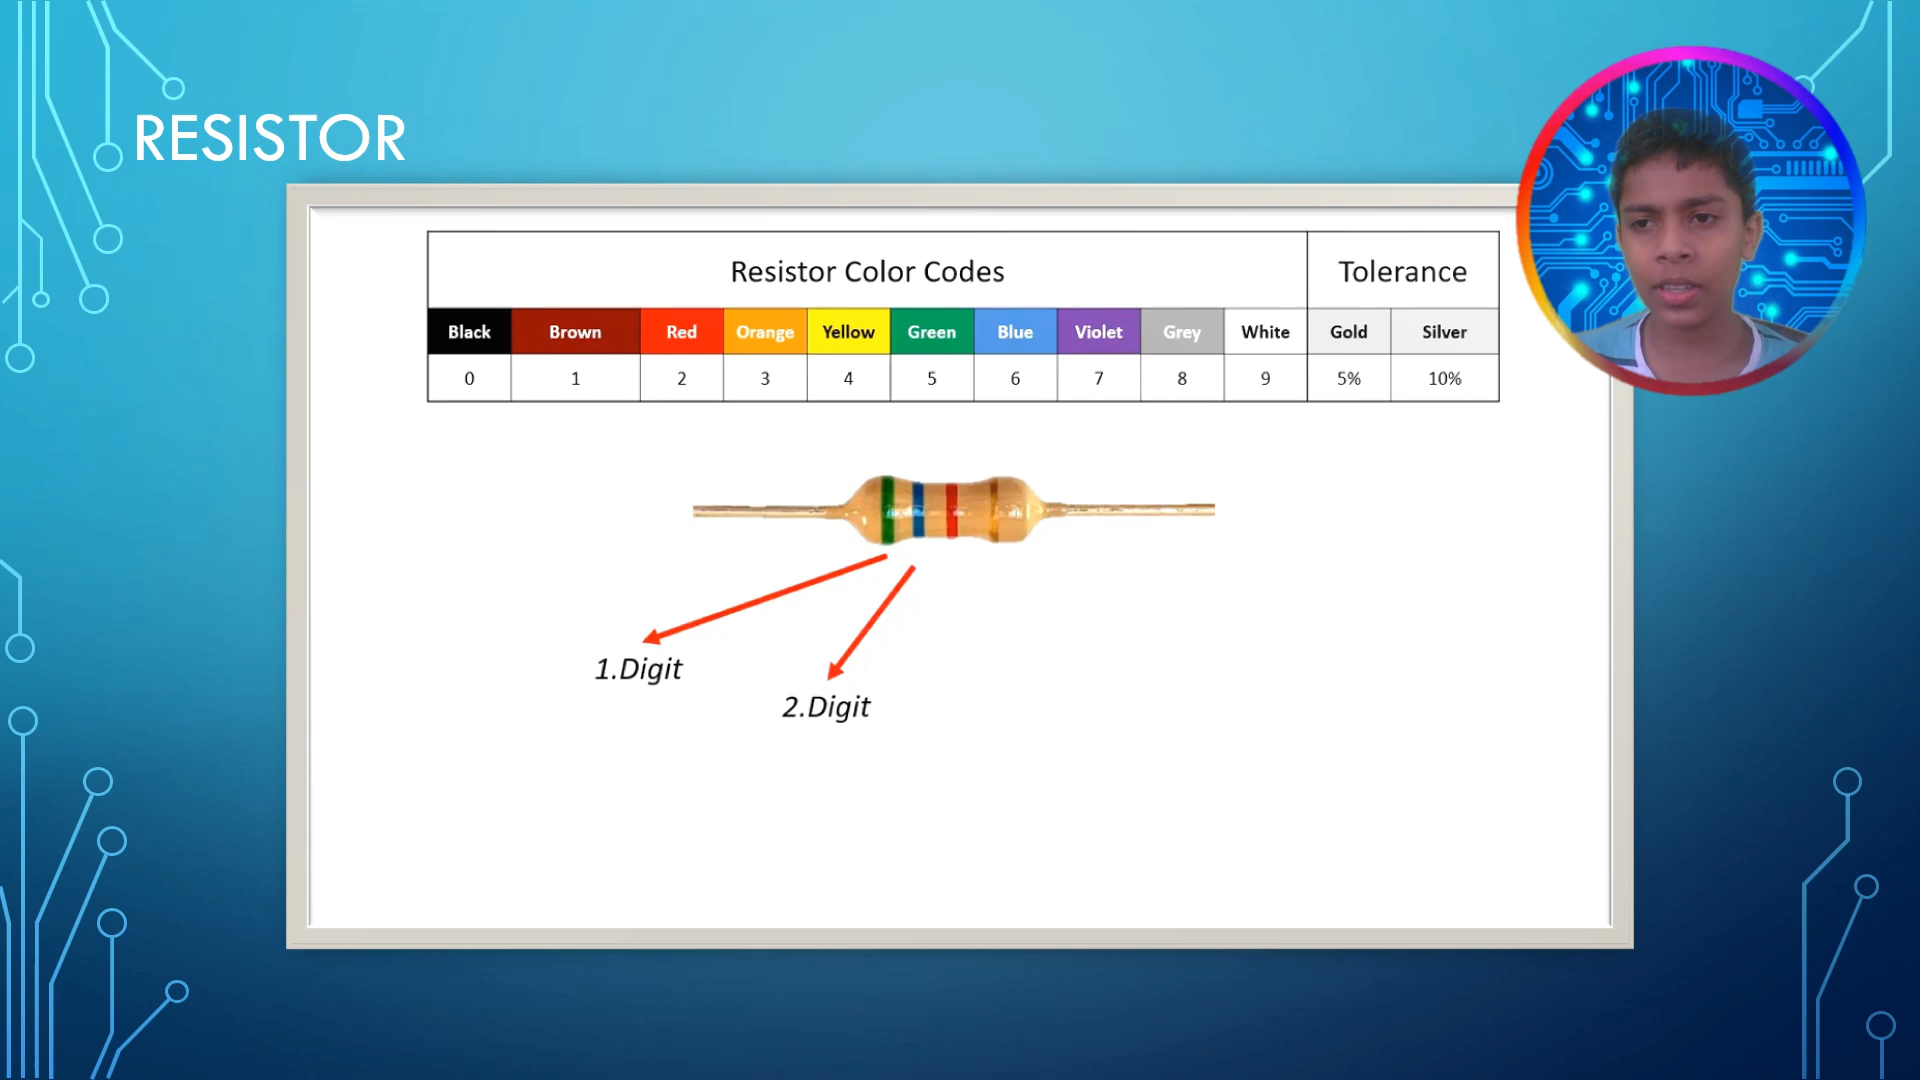 RESISTOR
Resistor Color Codes Tolerance
Black Brown Red Orange Yellow Green Blue Violet Grey White Gold Silver
0 1 2 3 4 5 6 7 8 9 5% 10%
1.Digit
2.Digit